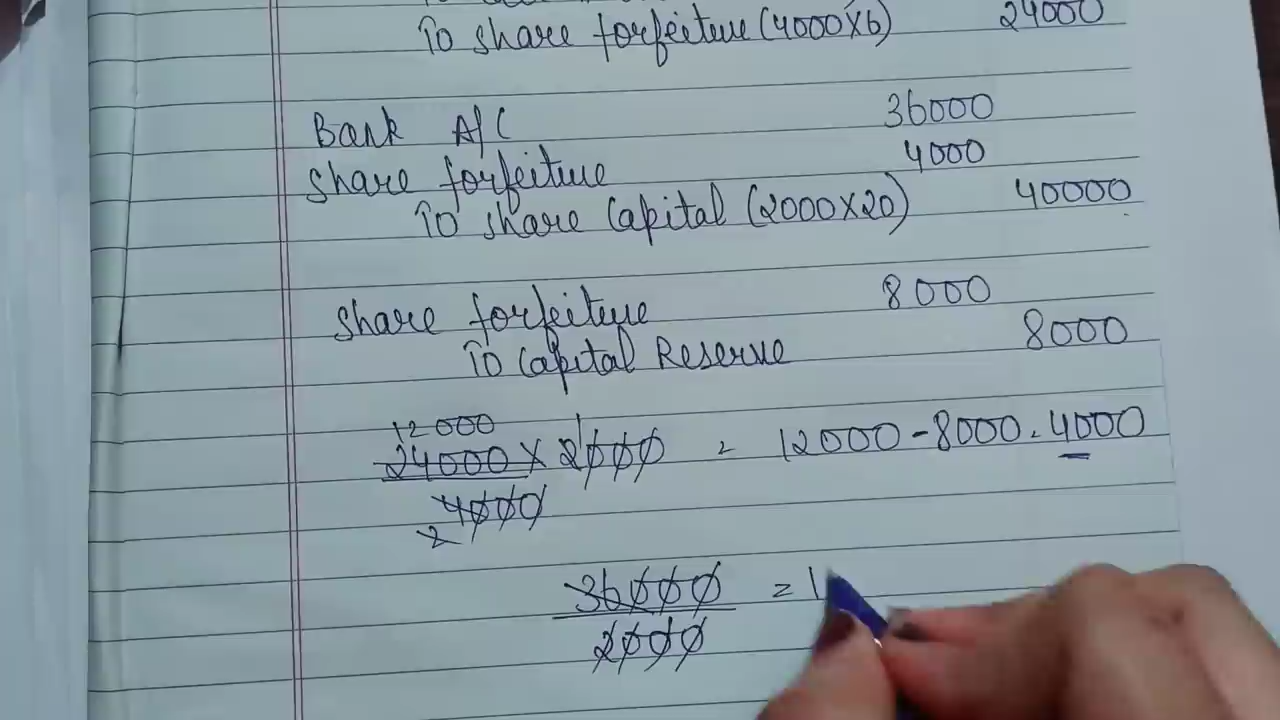 To share forfeiture (4000X6) 24000
Bank A/C 36000
Share forfeiture 4000
To share Capital (2000X20) 40000
Share forfeiture 8000
To Capital Reserve 8000
12000
24000 X 2000 = 12000 - 8000 = 4000
4000
2
36000 = 1
2000